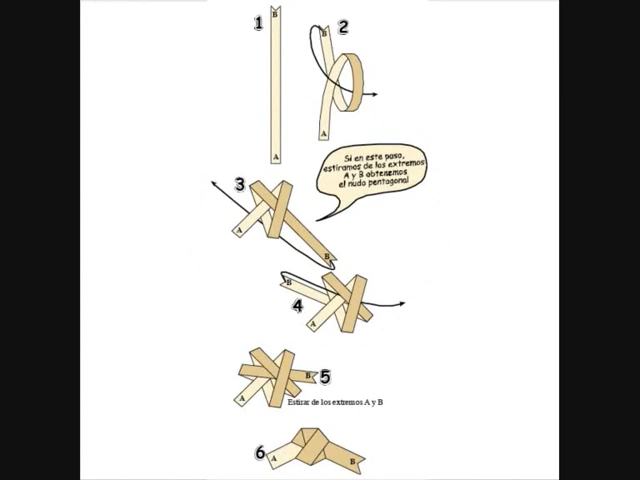 1
B
A
2
B
A
Si en este paso,
estiramos de los extremos
A y B obtenemos
el nudo pentagonal
3
A
B
B
4
A
B
5
A
Estirar de los extremos A y B
6
A
B